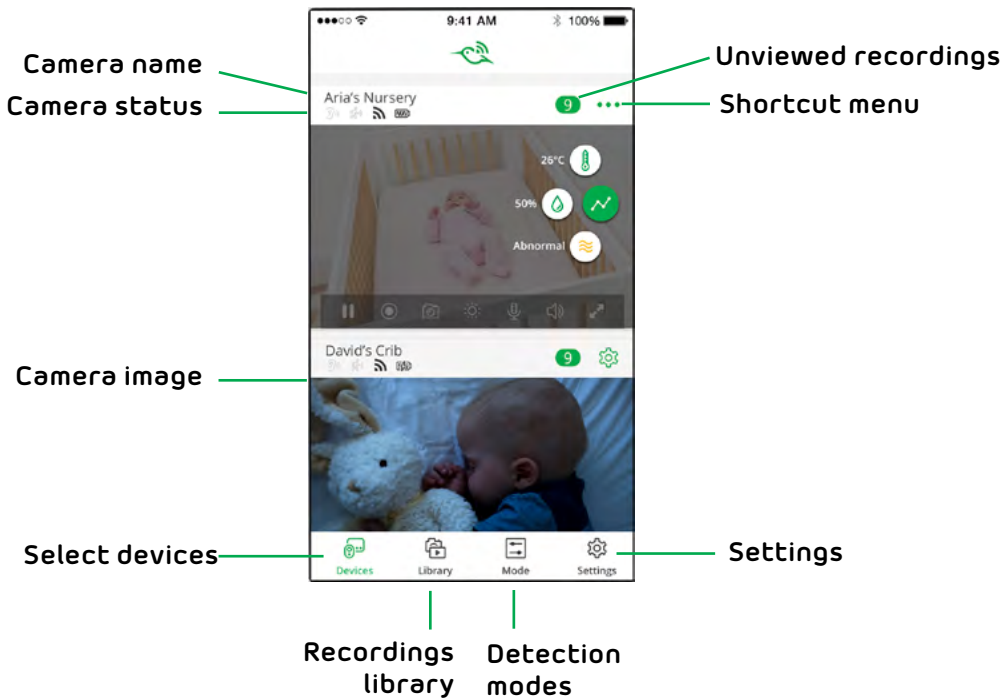 9:41 AM
100%
Camera name
Unviewed recordings
Camera status
Aria's Nursery
9
Shortcut menu
26°C
50%
Abnormal
David's Crib
9
Camera image
Select devices
Devices
Library
Mode
Settings
Settings
Recordings
library
Detection
modes